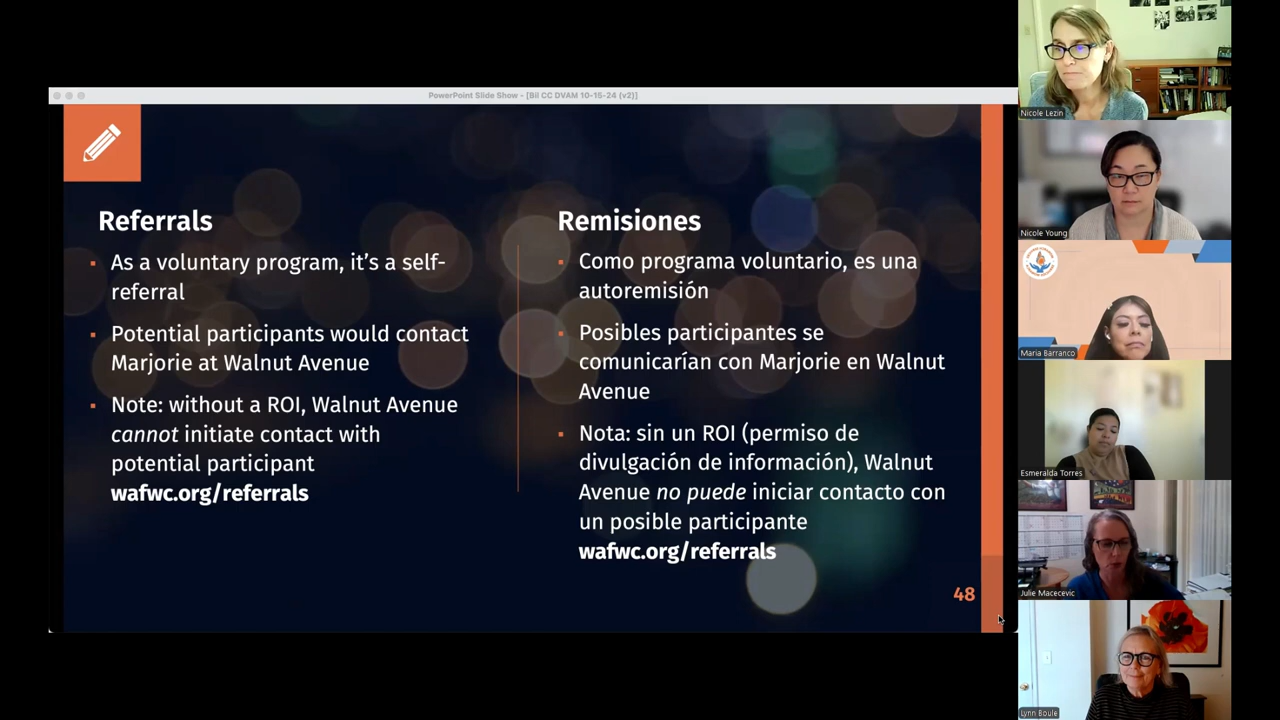 PowerPoint Slide Show - [Bil CC DVAM 10-15-24 (v2)]
Referrals
As a voluntary program, it's a self-
referral
Potential participants would contact
Marjorie at Walnut Avenue
Note: without a ROI, Walnut Avenue
cannot initiate contact with
potential participant
wafwc.org/referrals
Remisiones
Como programa voluntario, es una
autoremisión
Posibles participantes se
comunicarían con Marjorie en Walnut
Avenue
Nota: sin un ROI (permiso de
divulgación de información), Walnut
Avenue no puede iniciar contacto con
un posible participante
wafwc.org/referrals
48
Nicole Lezin
Nicole Young
Maria Barranco
Esmeralda Torres
Julie Macecevic
Lynn Boule